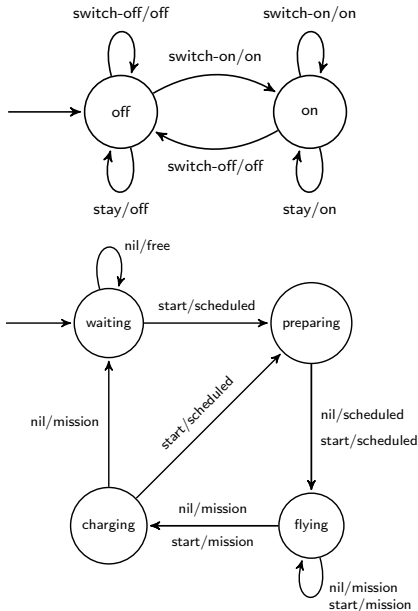 switch-off/off
switch-on/on
switch-on/on
off
on
switch-off/off
stay/off
stay/on
nil/free
start/scheduled
waiting
preparing
start/scheduled
nil/mission
nil/scheduled
start/scheduled
nil/mission
charging
flying
start/mission
nil/mission
start/mission